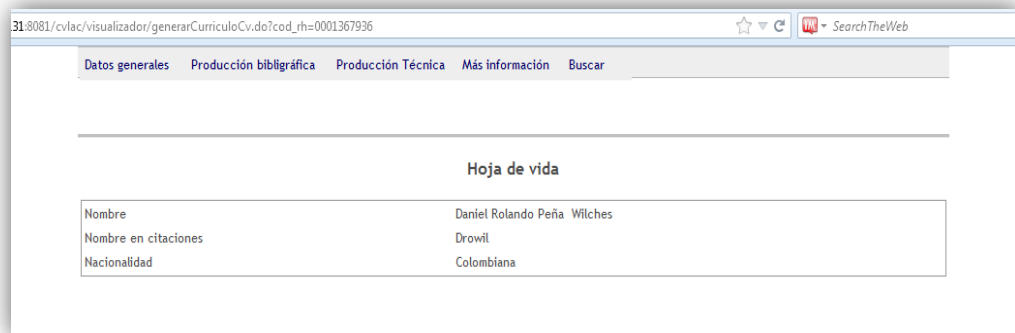 31:8081/cvlac/visualizador/generarCurriculoCv.do?cod_rh=0001367936 SearchTheWeb
Datos generales Producción bibligráfica Producción Técnica Más información Buscar
Hoja de vida
Nombre Daniel Rolando Peña Wilches
Nombre en citaciones Drowil
Nacionalidad Colombiana